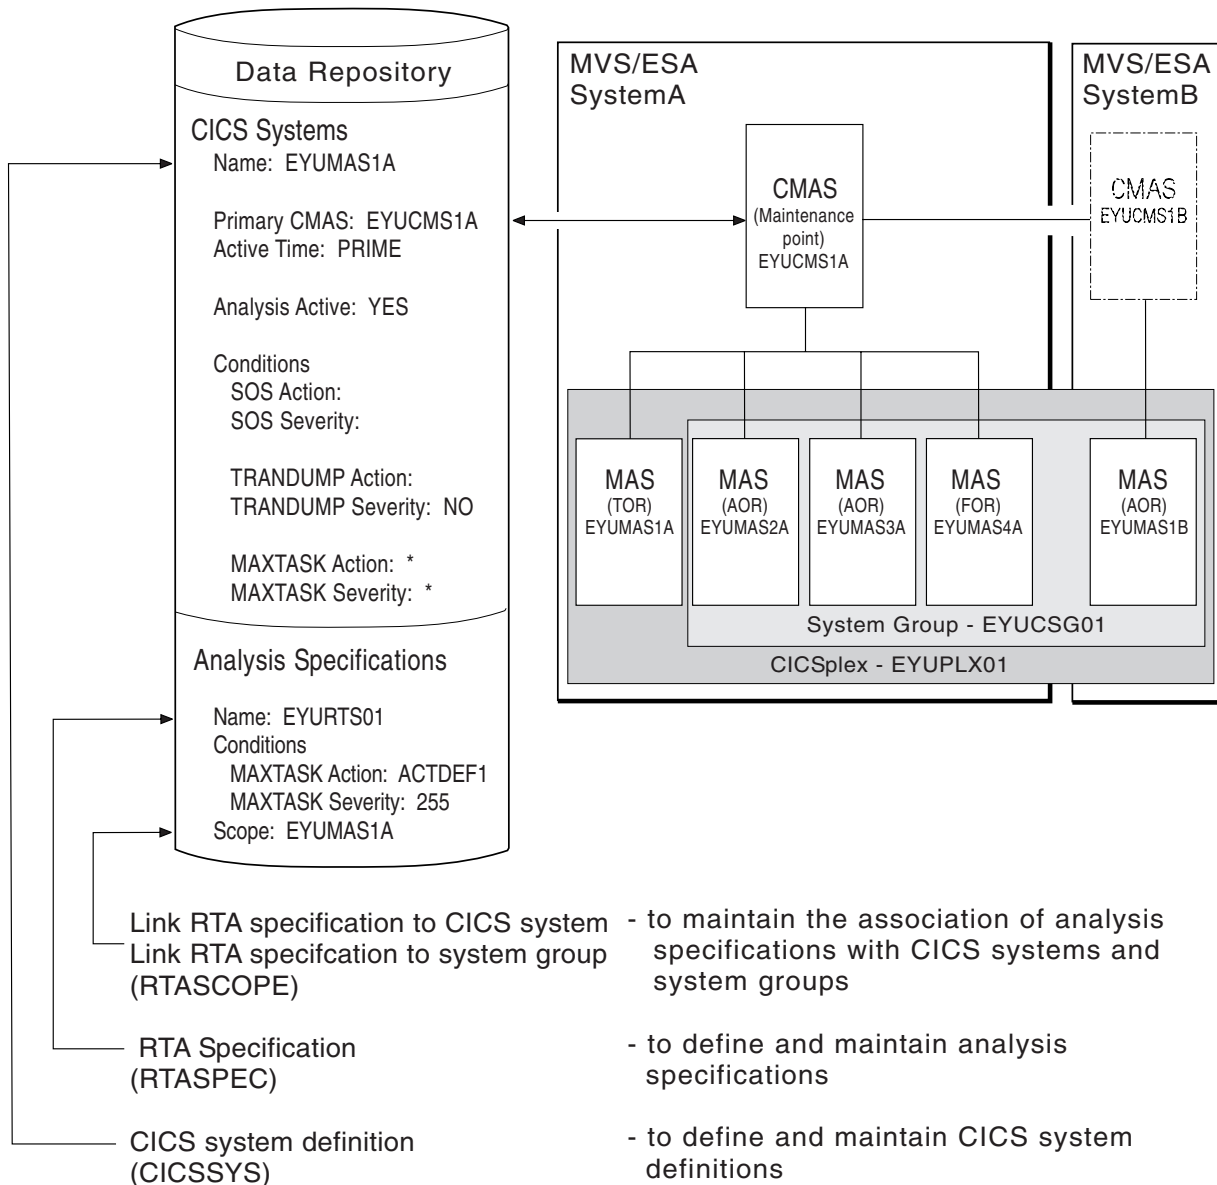 Data Repository
CICS Systems
Name: EYUMAS1A
Primary CMAS: EYUCMS1A
Active Time: PRIME
Analysis Active: YES
Conditions
SOS Action:
SOS Severity:
TRANDUMP Action:
TRANDUMP Severity: NO
MAXTASK Action: *
MAXTASK Severity: *
Analysis Specifications
Name: EYURTS01
Conditions
MAXTASK Action: ACTDEF1
MAXTASK Severity: 255
Scope: EYUMAS1A
MVS/ESA
SystemA
CMAS
(Maintenance
point)
EYUCMS1A
MVS/ESA
SystemB
CMAS
EYUCMS1B
MAS
(TOR)
EYUMAS1A
MAS
(AOR)
EYUMAS2A
MAS
(AOR)
EYUMAS3A
MAS
(FOR)
EYUMAS4A
MAS
(AOR)
EYUMAS1B
System Group - EYUCSG01
CICSplex - EYUPLX01
Link RTA specification to CICS system
Link RTA specifcation to system group
(RTASCOPE)
- to maintain the association of analysis
specifications with CICS systems and
system groups
RTA Specification
(RTASPEC)
- to define and maintain analysis
specifications
CICS system definition
(CICSSYS)
- to define and maintain CICS system
definitions